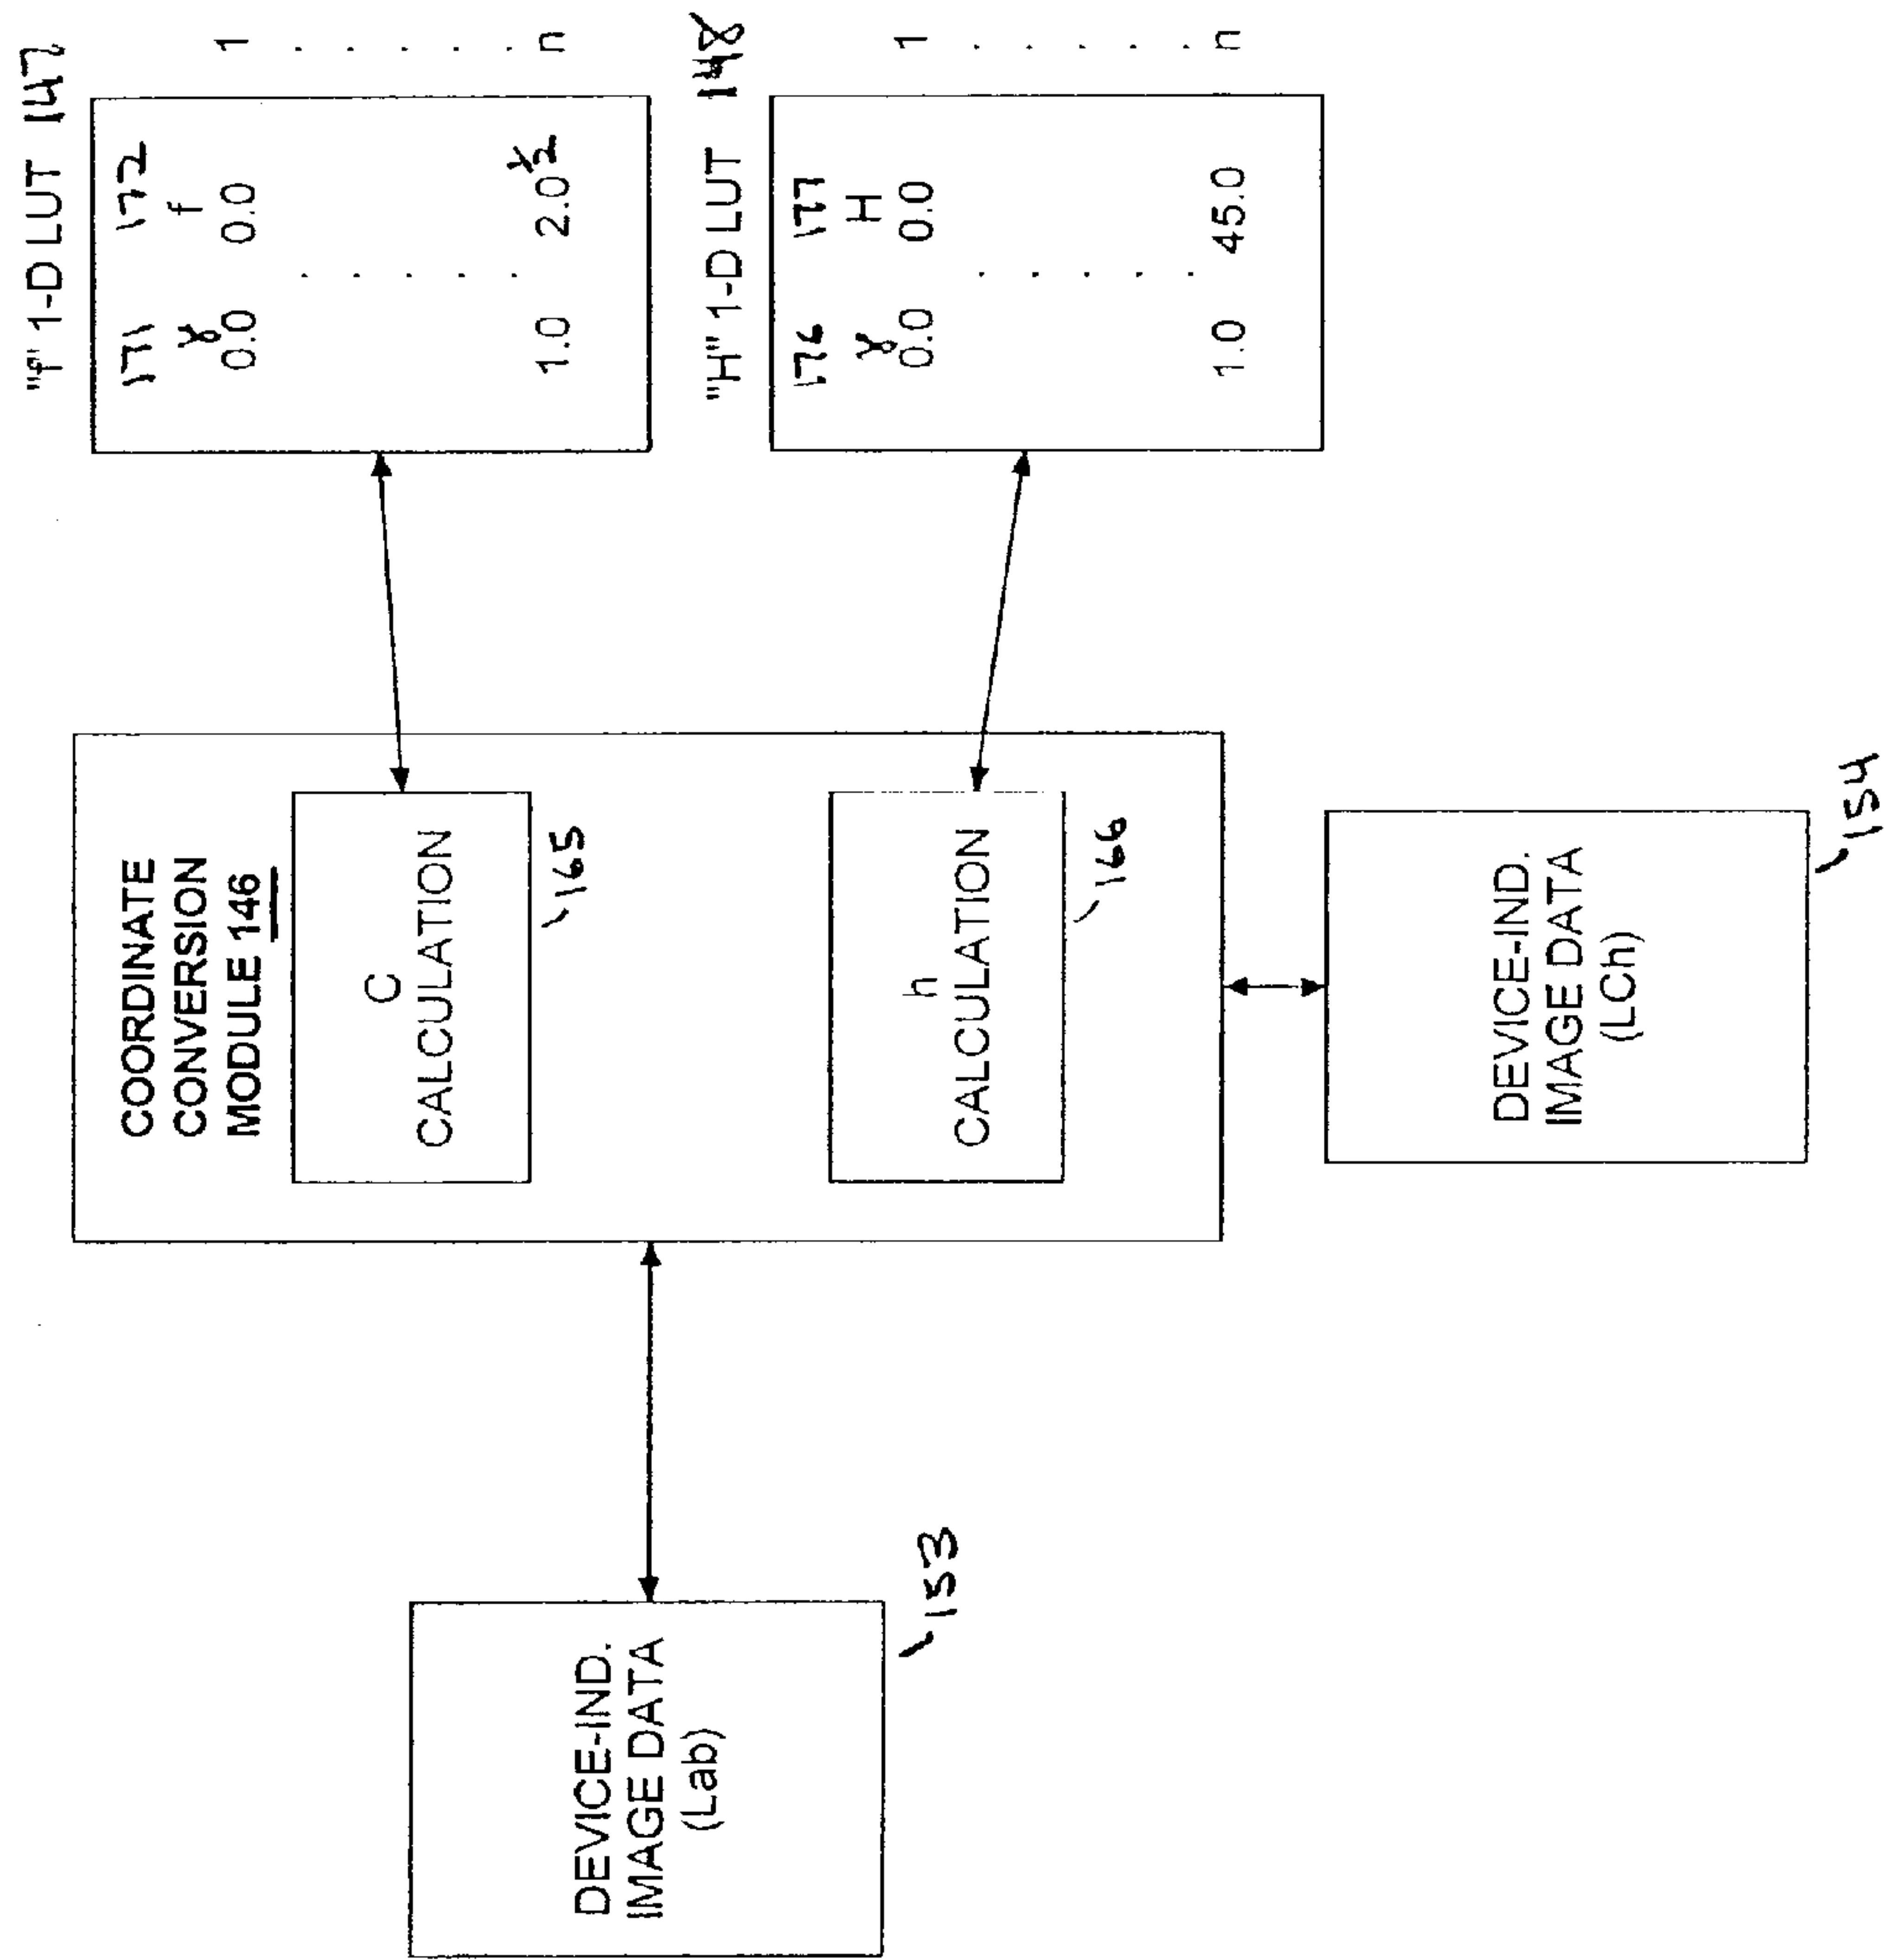 DEVICE-IND.
IMAGE DATA
(Lab)
153
COORDINATE
CONVERSION
MODULE 146
C
CALCULATION
165
h
CALCULATION
166
DEVICE-IND.
IMAGE DATA
(LCh)
154
"f" 1-D LUT 147
171 172
γ f
0.0 0.0 1
1.0 2.0½ n
"H" 1-D LUT 148
176 177
γ H
0.0 0.0 1
1.0 45.0 n